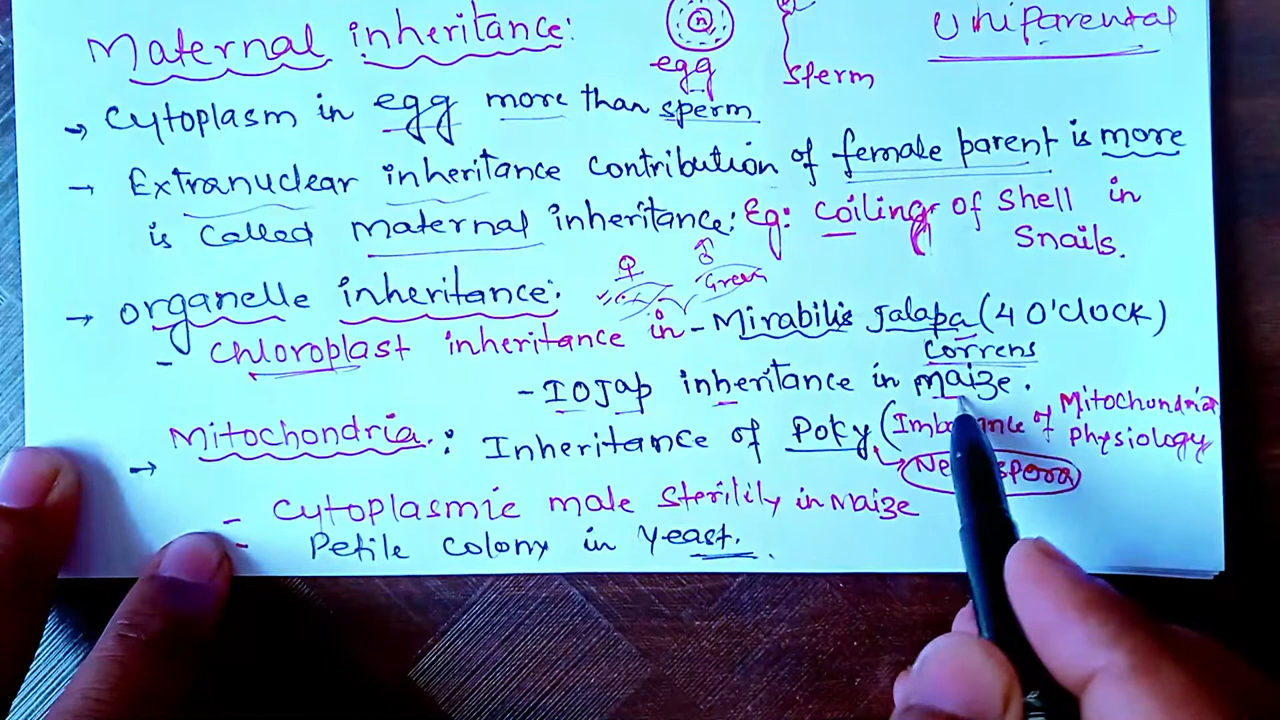 Maternal inheritance:
n
egg
sperm
Uniparental
→ Cytoplasm in egg more than sperm
→ Extranuclear inheritance contribution of female parent is more
is called maternal inheritance: Eg: coiling of Shell in
Snails.
♀ ♂
Green
→ organelle inheritance:
- Chloroplast inheritance in - Mirabilis Jalapa (4 O'clock)
Correns
- IOJap inheritance in maize.
→ Mitochondria: Inheritance of Poky (Imbalance of Mitochondria
Physiology
- Cytoplasmic male sterilily in Maize
- Petile colony in yeast.